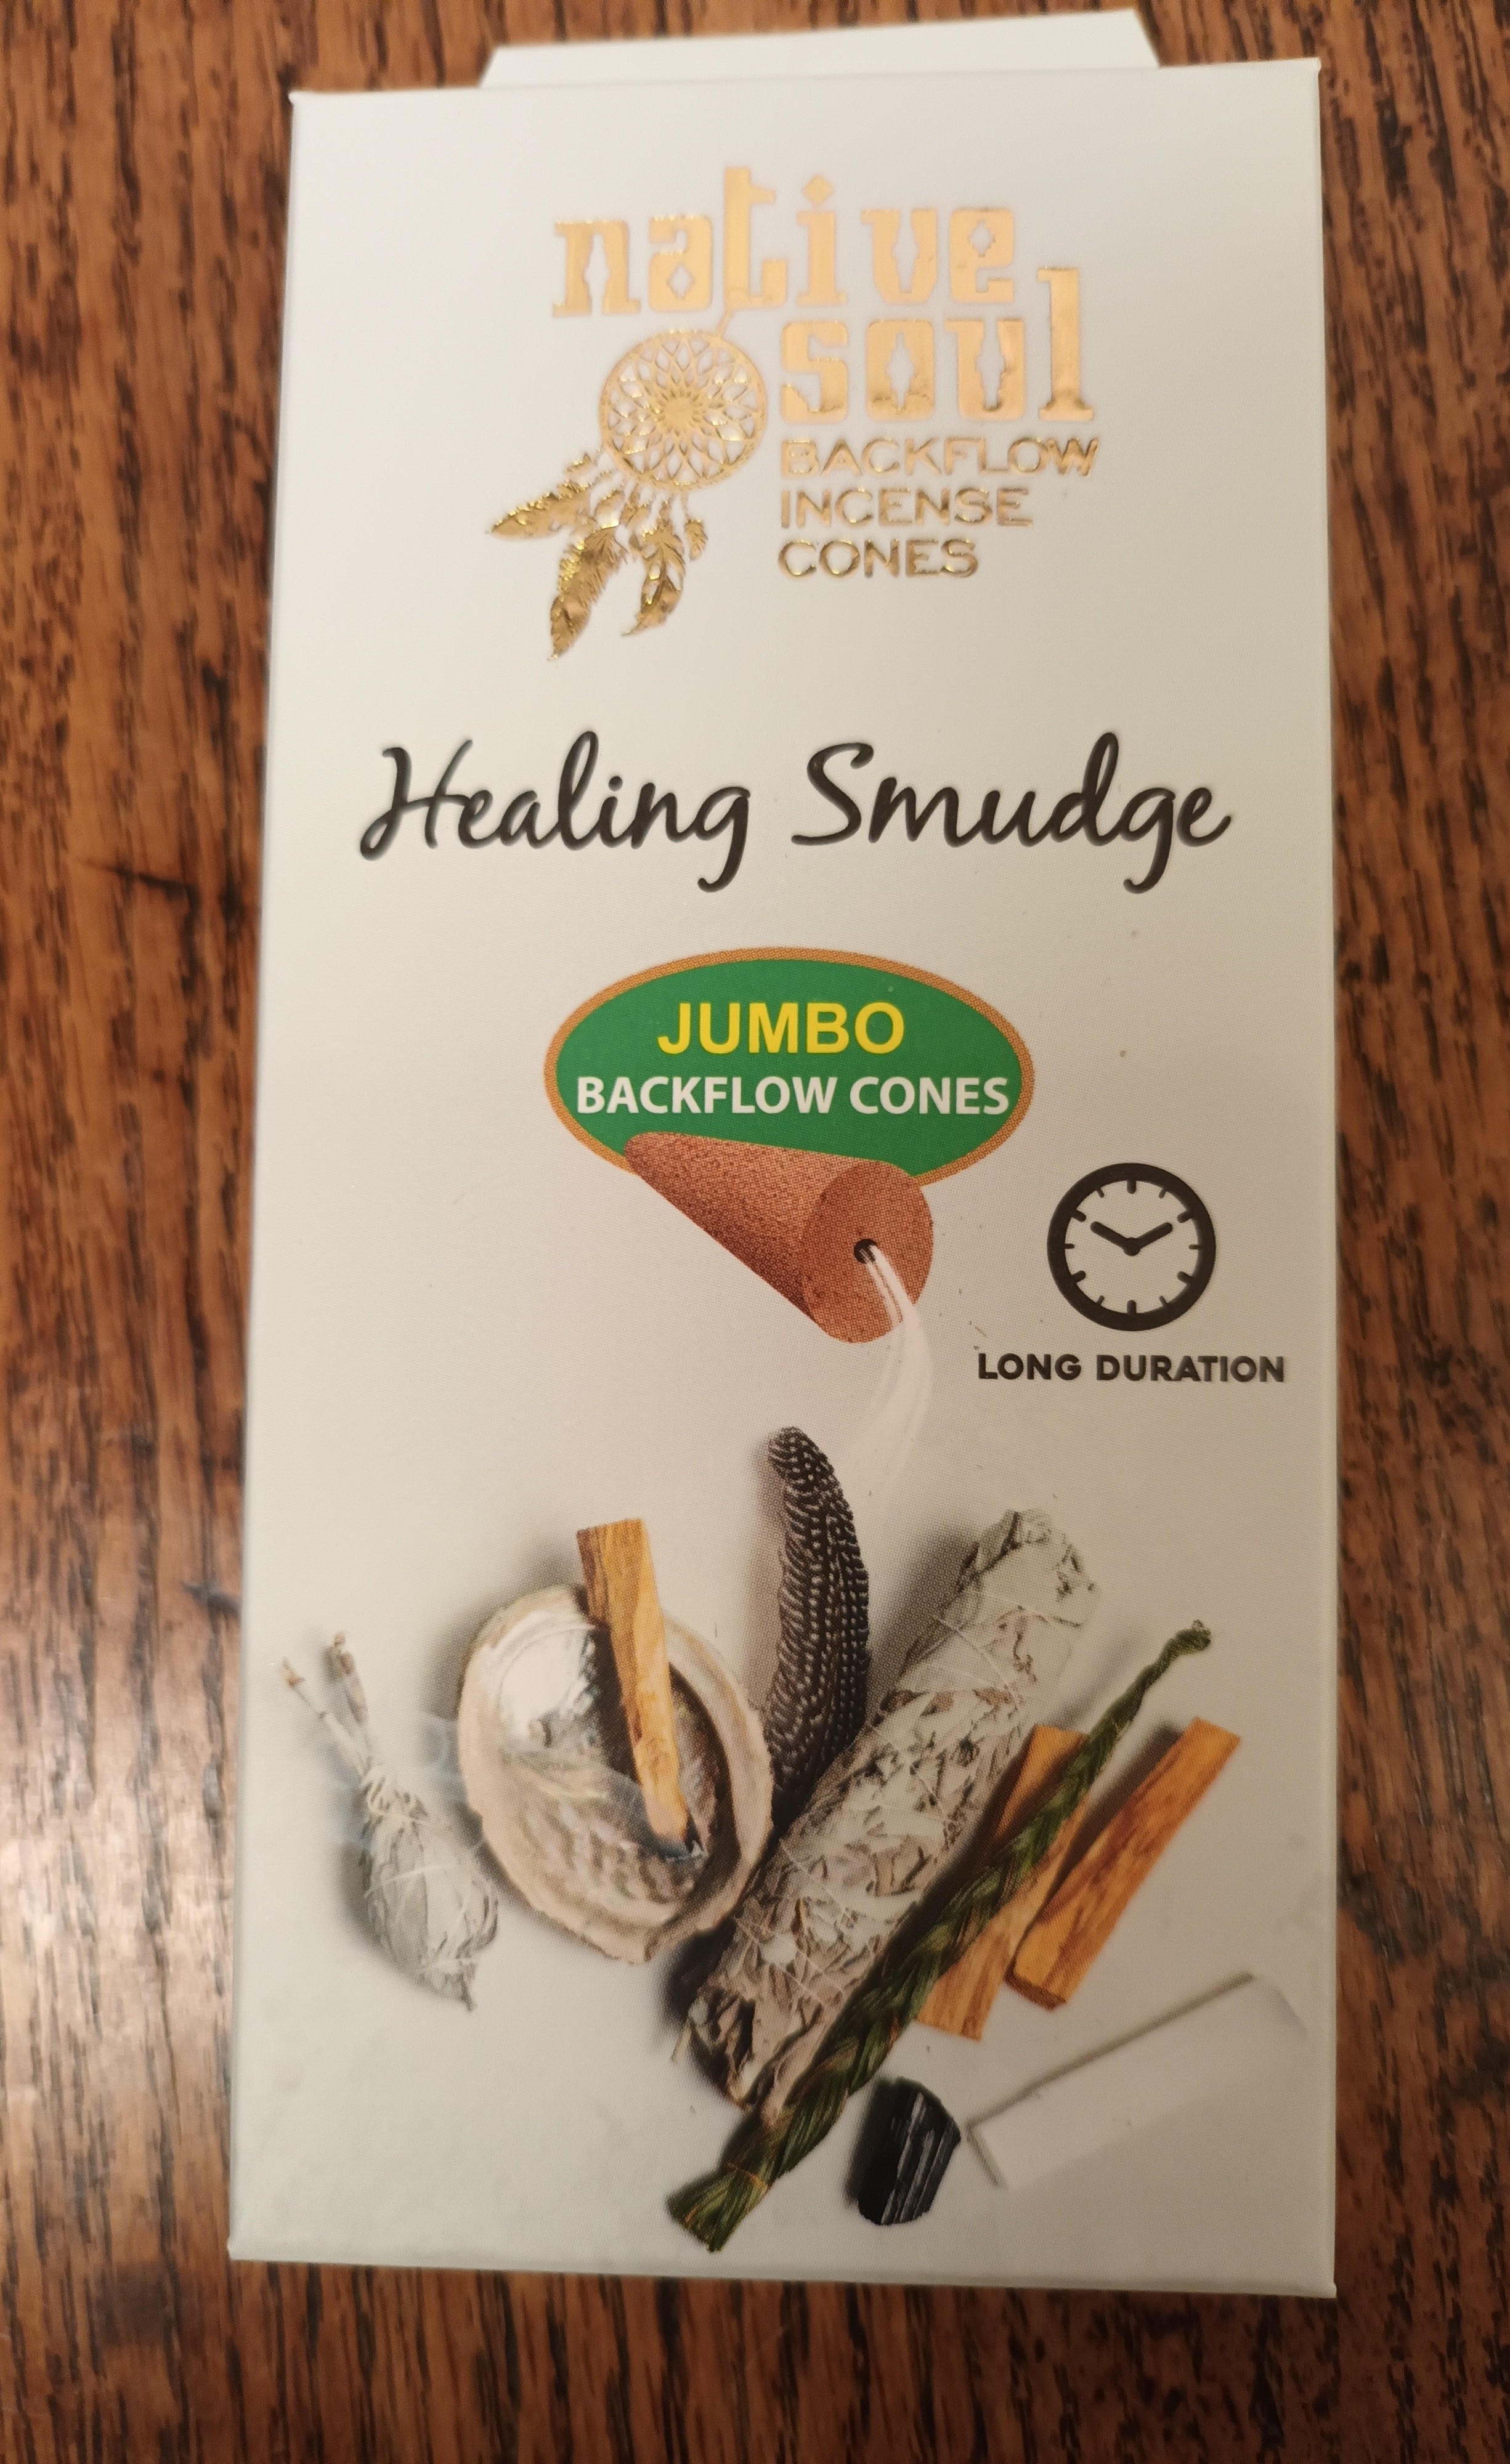 native
soul
BACKFLOW
INCENSE
CONES
Healing Smudge
JUMBO
BACKFLOW CONES
LONG DURATION